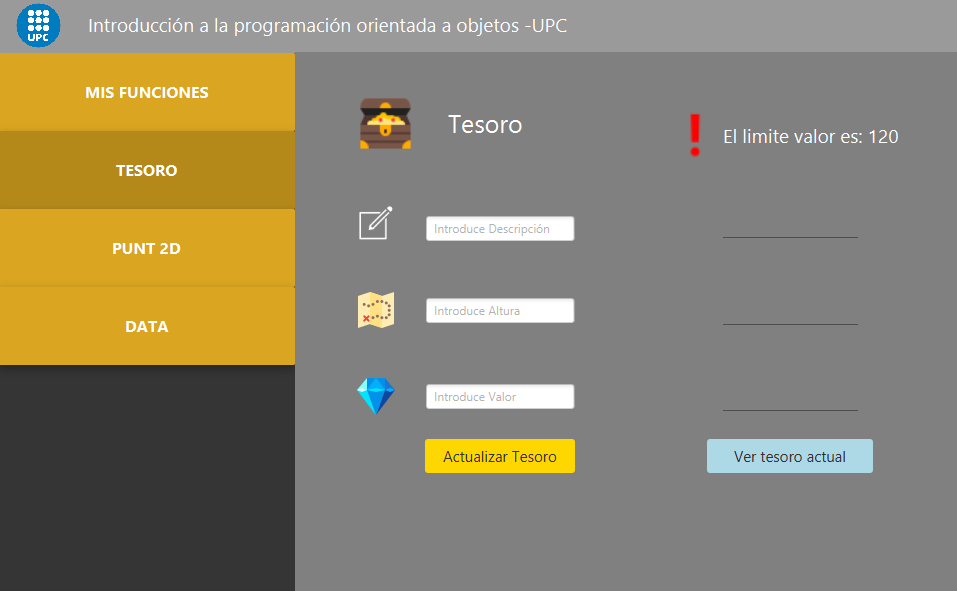 UPC
Introducción a la programación orientada a objetos -UPC
MIS FUNCIONES
TESORO
PUNT 2D
DATA
Tesoro
El limite valor es: 120
Introduce Descripción
Introduce Altura
Introduce Valor
Actualizar Tesoro
Ver tesoro actual